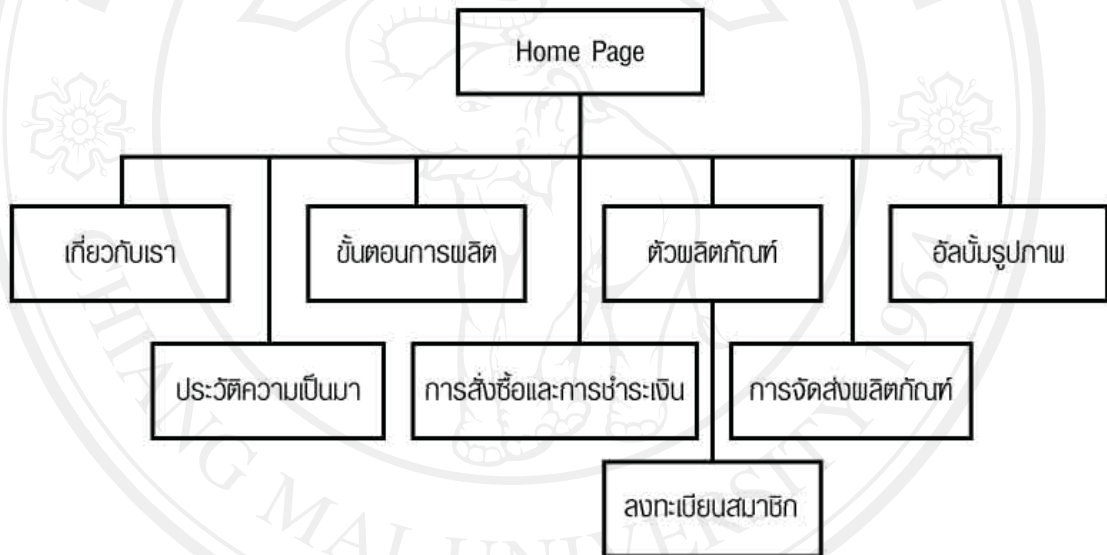 Home Page
เกี่ยวกับเรา
ขั้นตอนการผลิต
ตัวผลิตภัณฑ์
อัลบั้มรูปภาพ
ประวัติความเป็นมา
การสั่งซื้อและการชำระเงิน
การจัดส่งผลิตภัณฑ์
ลงทะเบียนสมาชิก
CHIANG MAI UNIVERSITY 1964